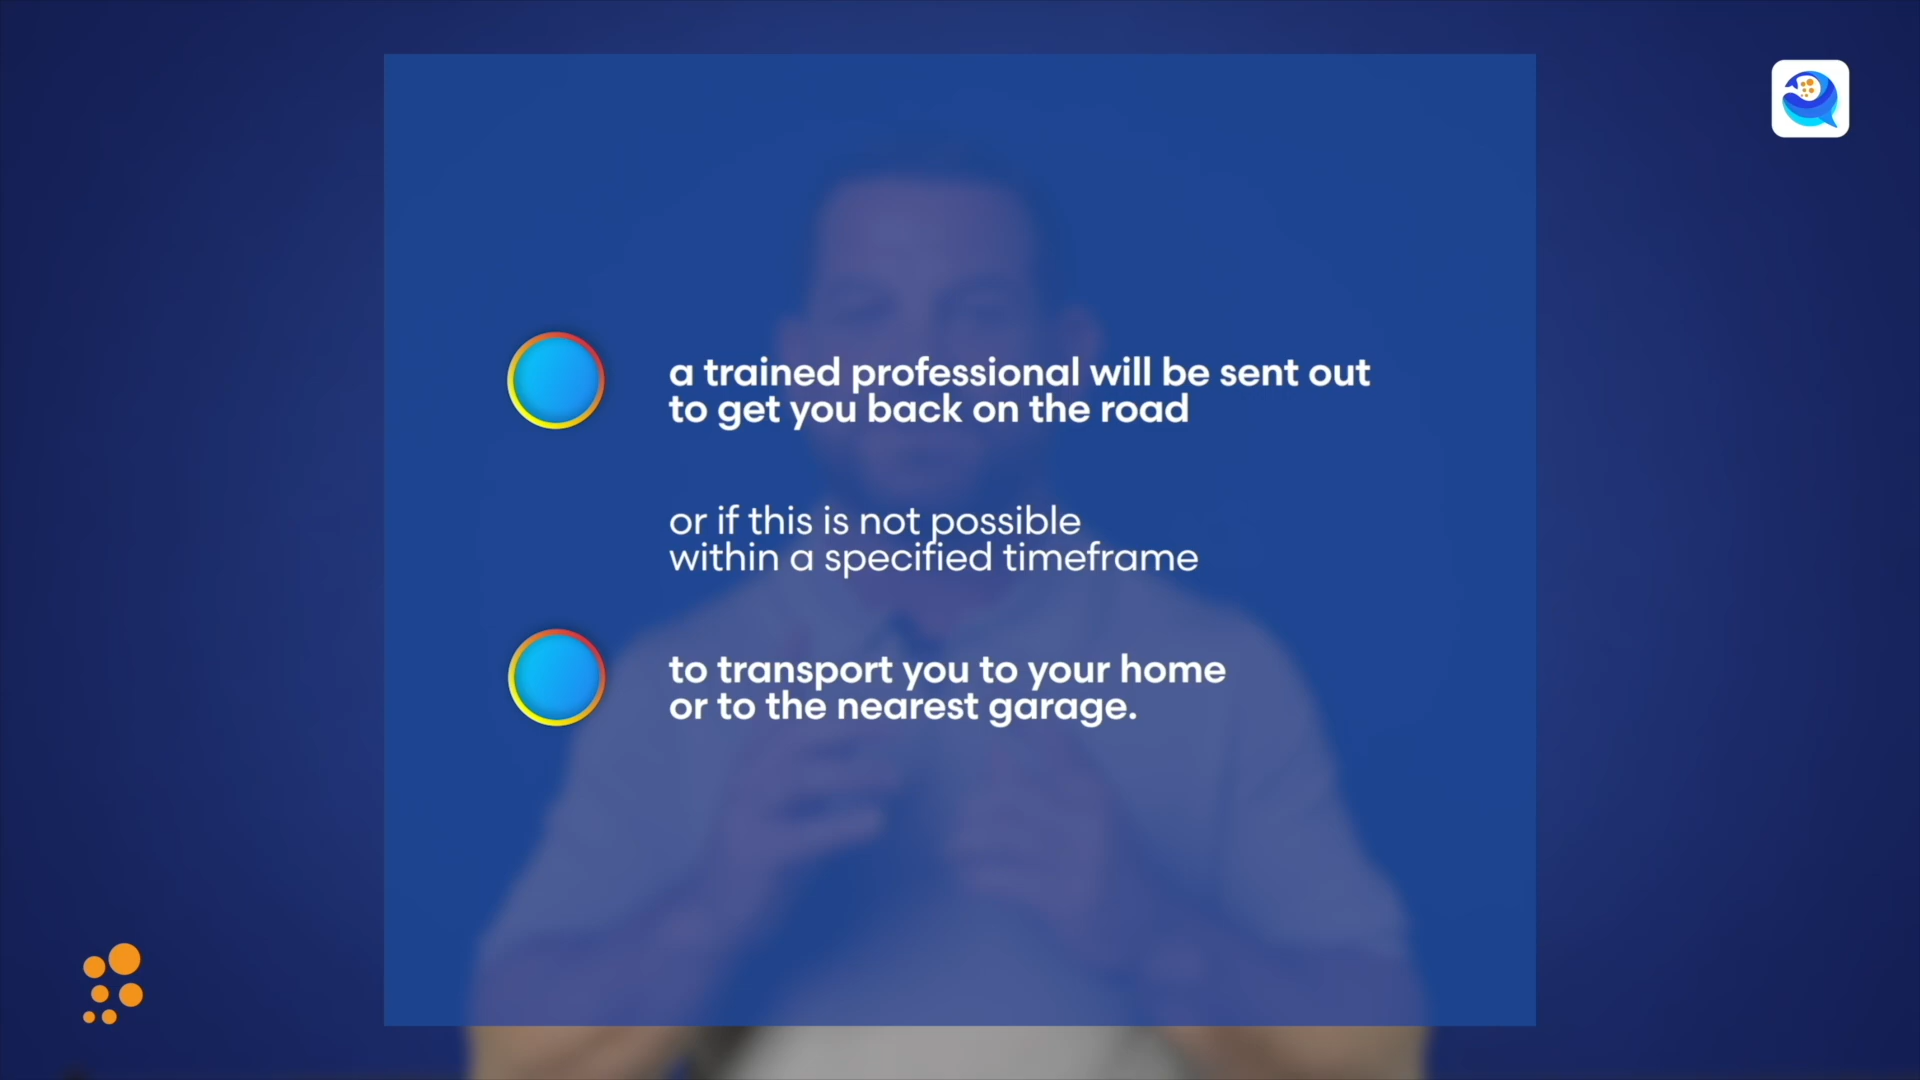 a trained professional will be sent out
to get you back on the road
or if this is not possible
within a specified timeframe
to transport you to your home
or to the nearest garage.